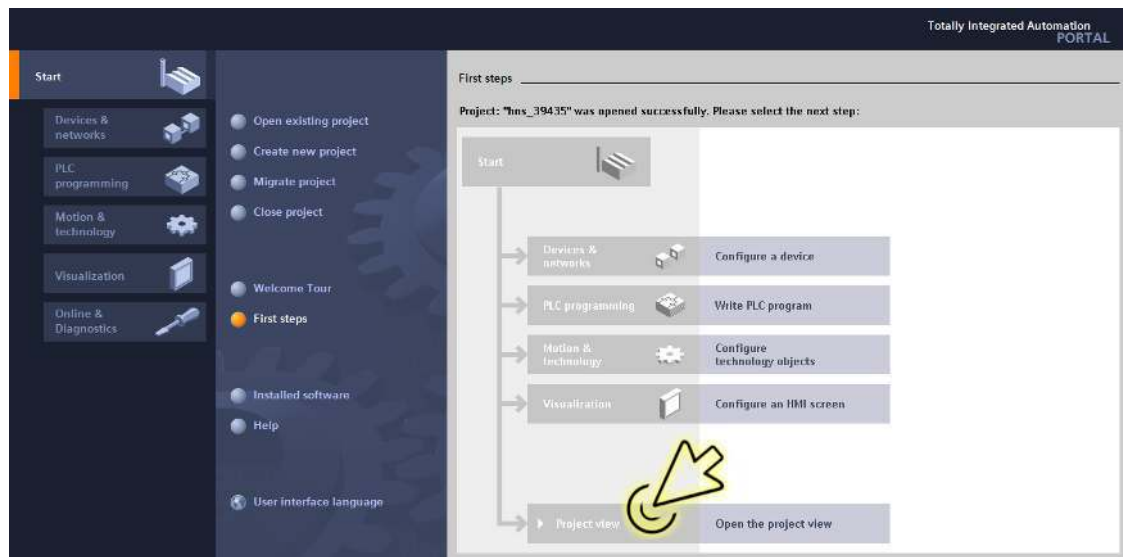 Totally Integrated Automation
PORTAL
Start
Devices &
networks
PLC
programming
Motion &
technology
Visualization
Online &
Diagnostics
Open existing project
Create new project
Migrate project
Close project
Welcome Tour
First steps
Installed software
Help
User interface language
First steps
Project: "hns_39435" was opened successfully. Please select the next step:
Start
Devices &
networks
Configure a device
PLC programming
Write PLC program
Motion &
technology
Configure
technology objects
Visualization
Configure an HMI screen
Project view
Open the project view